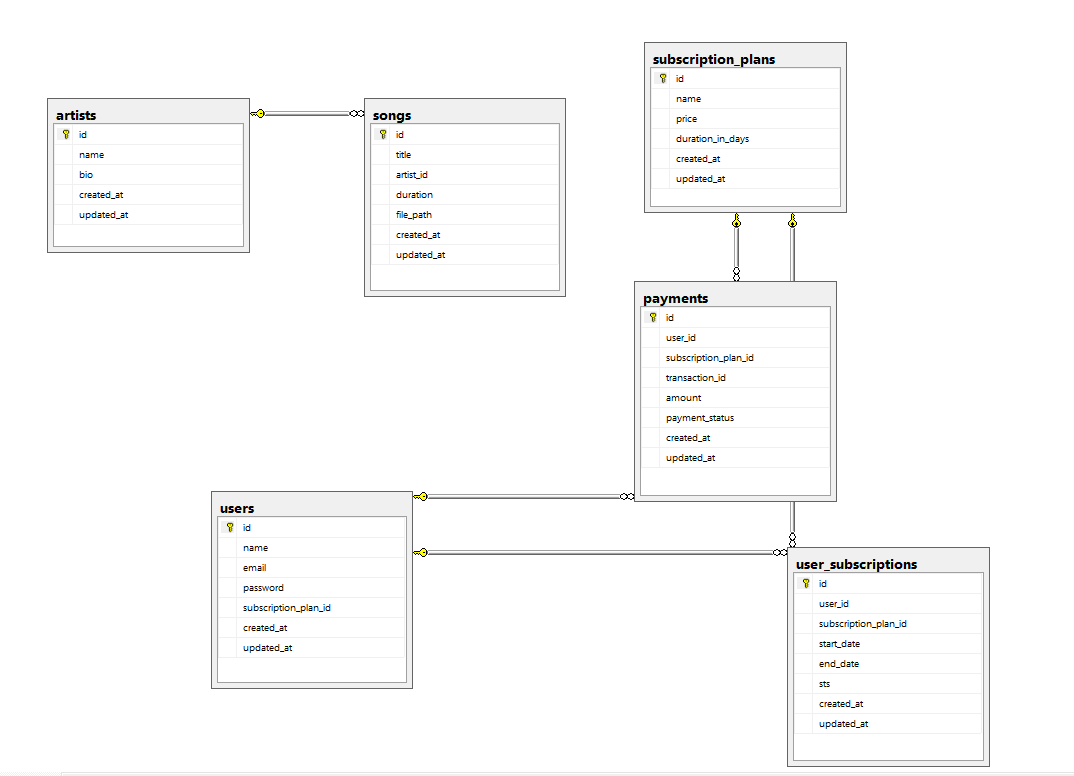 artists
id
name
bio
created_at
updated_at
songs
id
title
artist_id
duration
file_path
created_at
updated_at
subscription_plans
id
name
price
duration_in_days
created_at
updated_at
payments
id
user_id
subscription_plan_id
transaction_id
amount
payment_status
created_at
updated_at
users
id
name
email
password
subscription_plan_id
created_at
updated_at
user_subscriptions
id
user_id
subscription_plan_id
start_date
end_date
sts
created_at
updated_at